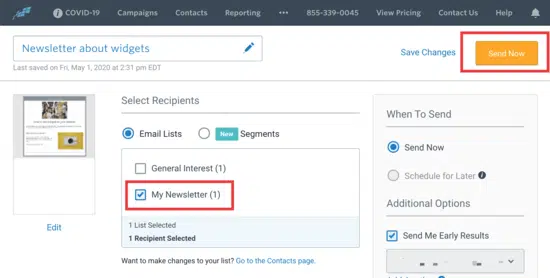 COVID-19 Campaigns Contacts Reporting ••• 855-339-0045 View Pricing Contact Us Help
Newsletter about widgets
Save Changes
Send Now
Last saved on Fri, May 1, 2020 at 2:31 pm EDT
Select Recipients
Email Lists
New Segments
General Interest (1)
My Newsletter (1)
1 List Selected
1 Recipient Selected
Want to make changes to your list? Go to the Contacts page.
Edit
When To Send
Send Now
Schedule for Later
Additional Options
Send Me Early Results